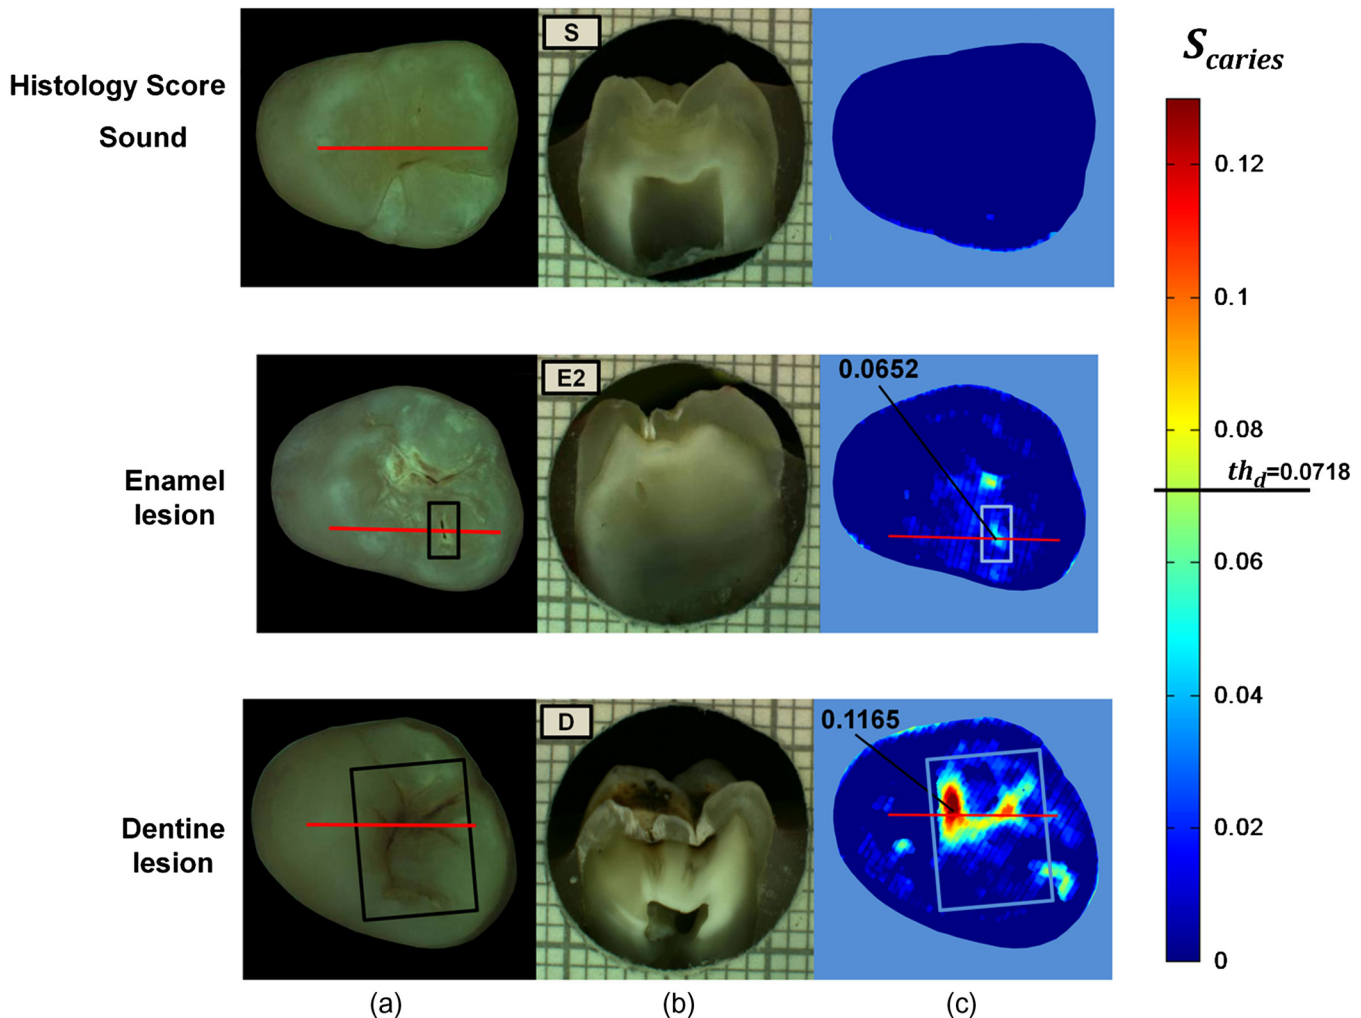 Histology Score
Sound
S
S_caries
0.12
0.1
0.08
th_d=0.0718
0.06
0.04
0.02
0
Enamel
lesion
E2
0.0652
Dentine
lesion
D
0.1165
(a)
(b)
(c)